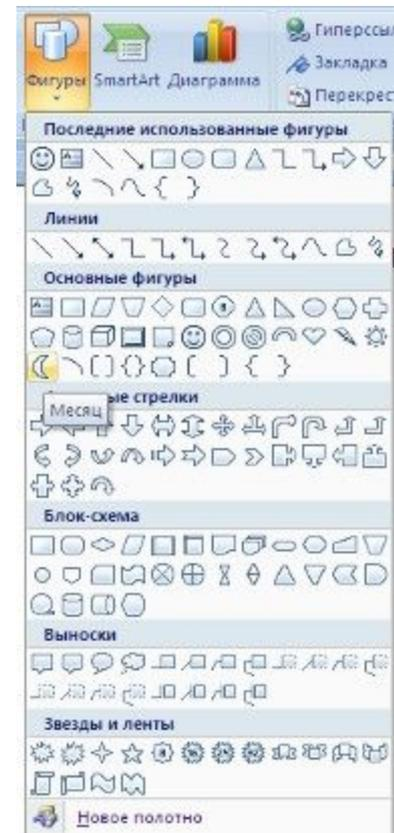 Гиперссы
Закладка
Фигуры SmartArt Диаграмма
Перекрес
Последние использованные фигуры
Линии
Основные фигуры
ые стрелки
Месяц
Блок-схема
Выноски
Звезды и ленты
Новое полотно